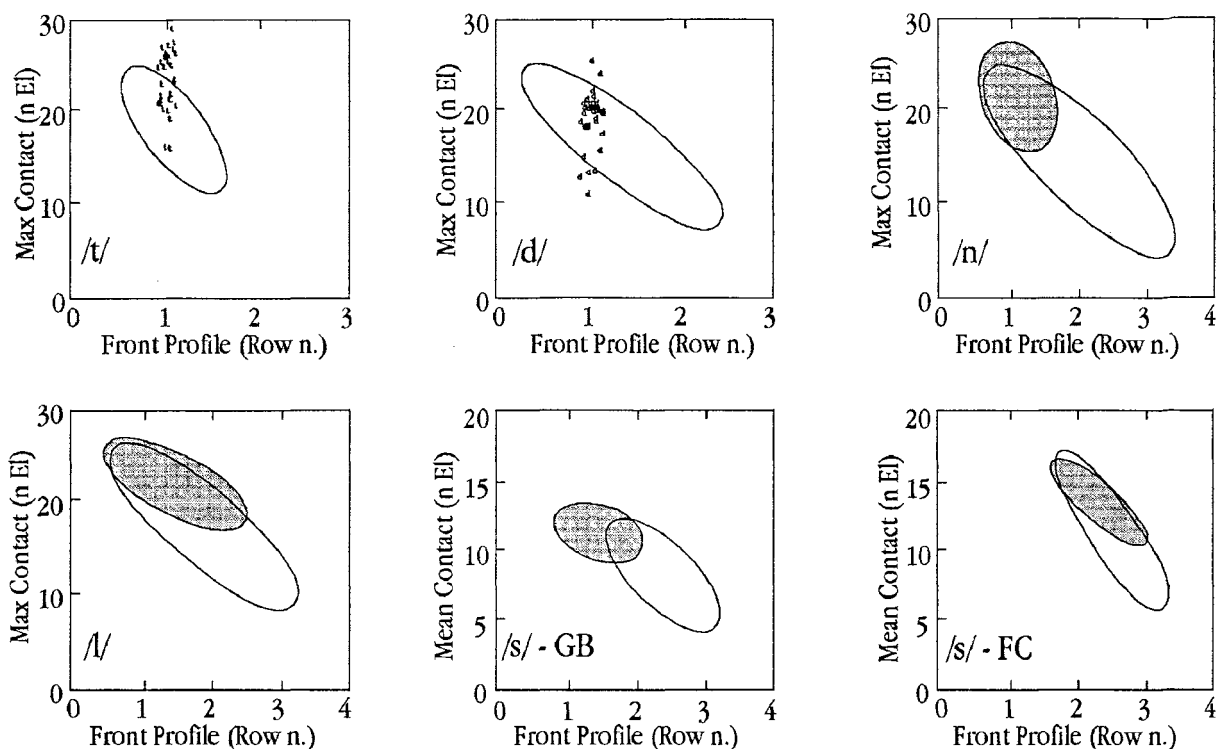 30
20
10
0
Max Contact (n El)
/t/
0 1 2 3
Front Profile (Row n.)
30
20
10
0
Max Contact (n El)
/d/
0 1 2 3
Front Profile (Row n.)
30
20
10
0
Max Contact (n El)
/n/
0 1 2 3 4
Front Profile (Row n.)
30
20
10
0
Max Contact (n El)
/l/
0 1 2 3 4
Front Profile (Row n.)
20
15
10
5
0
Mean Contact (n El)
/s/ - GB
0 1 2 3 4
Front Profile (Row n.)
20
15
10
5
0
Mean Contact (n El)
/s/ - FC
0 1 2 3 4
Front Profile (Row n.)